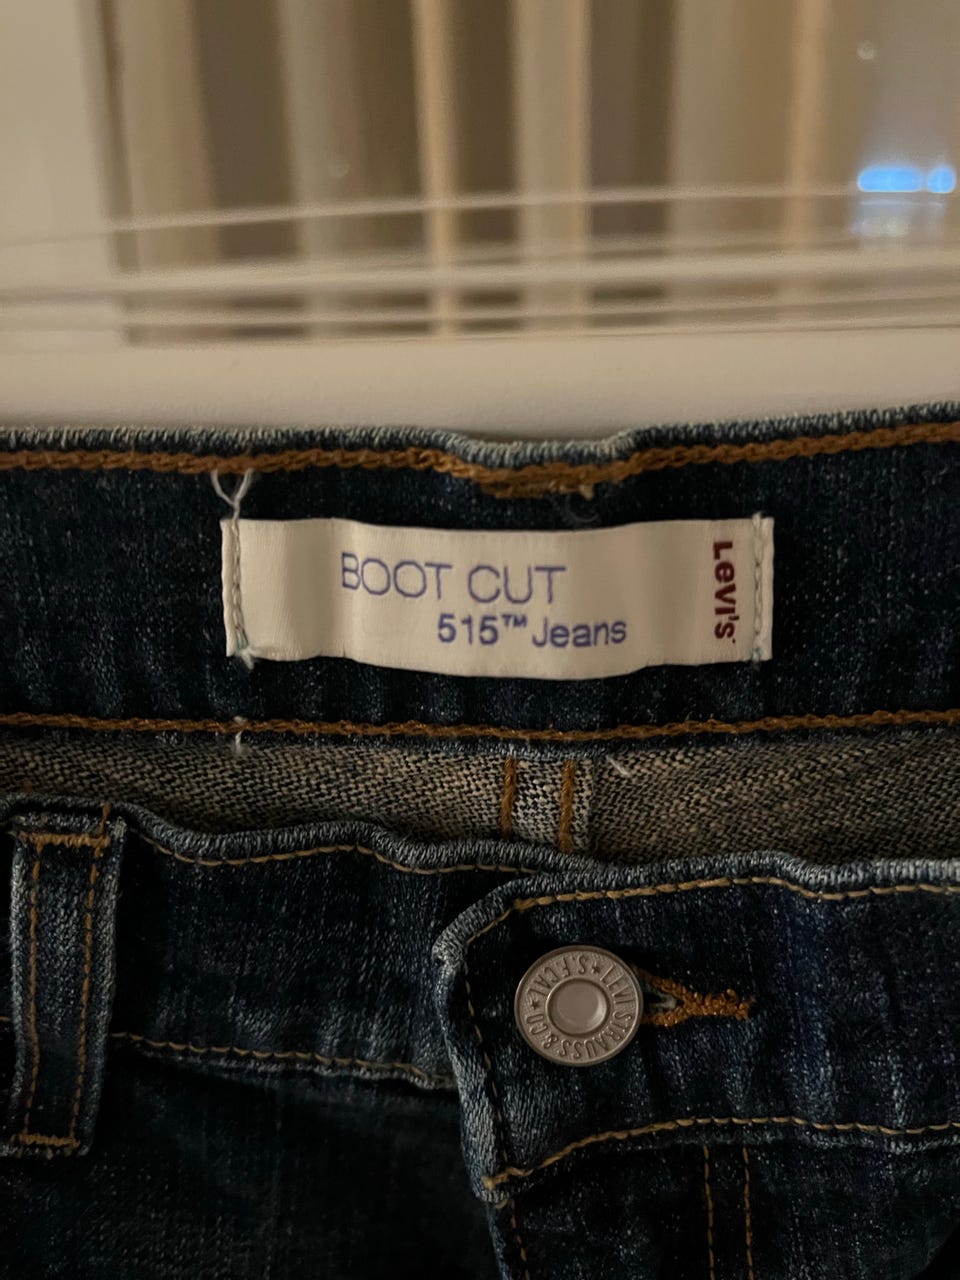 BOOT CUT
515™ Jeans
Levi's
LEVI STRAUSS & CO ★ S.F.CAL ★